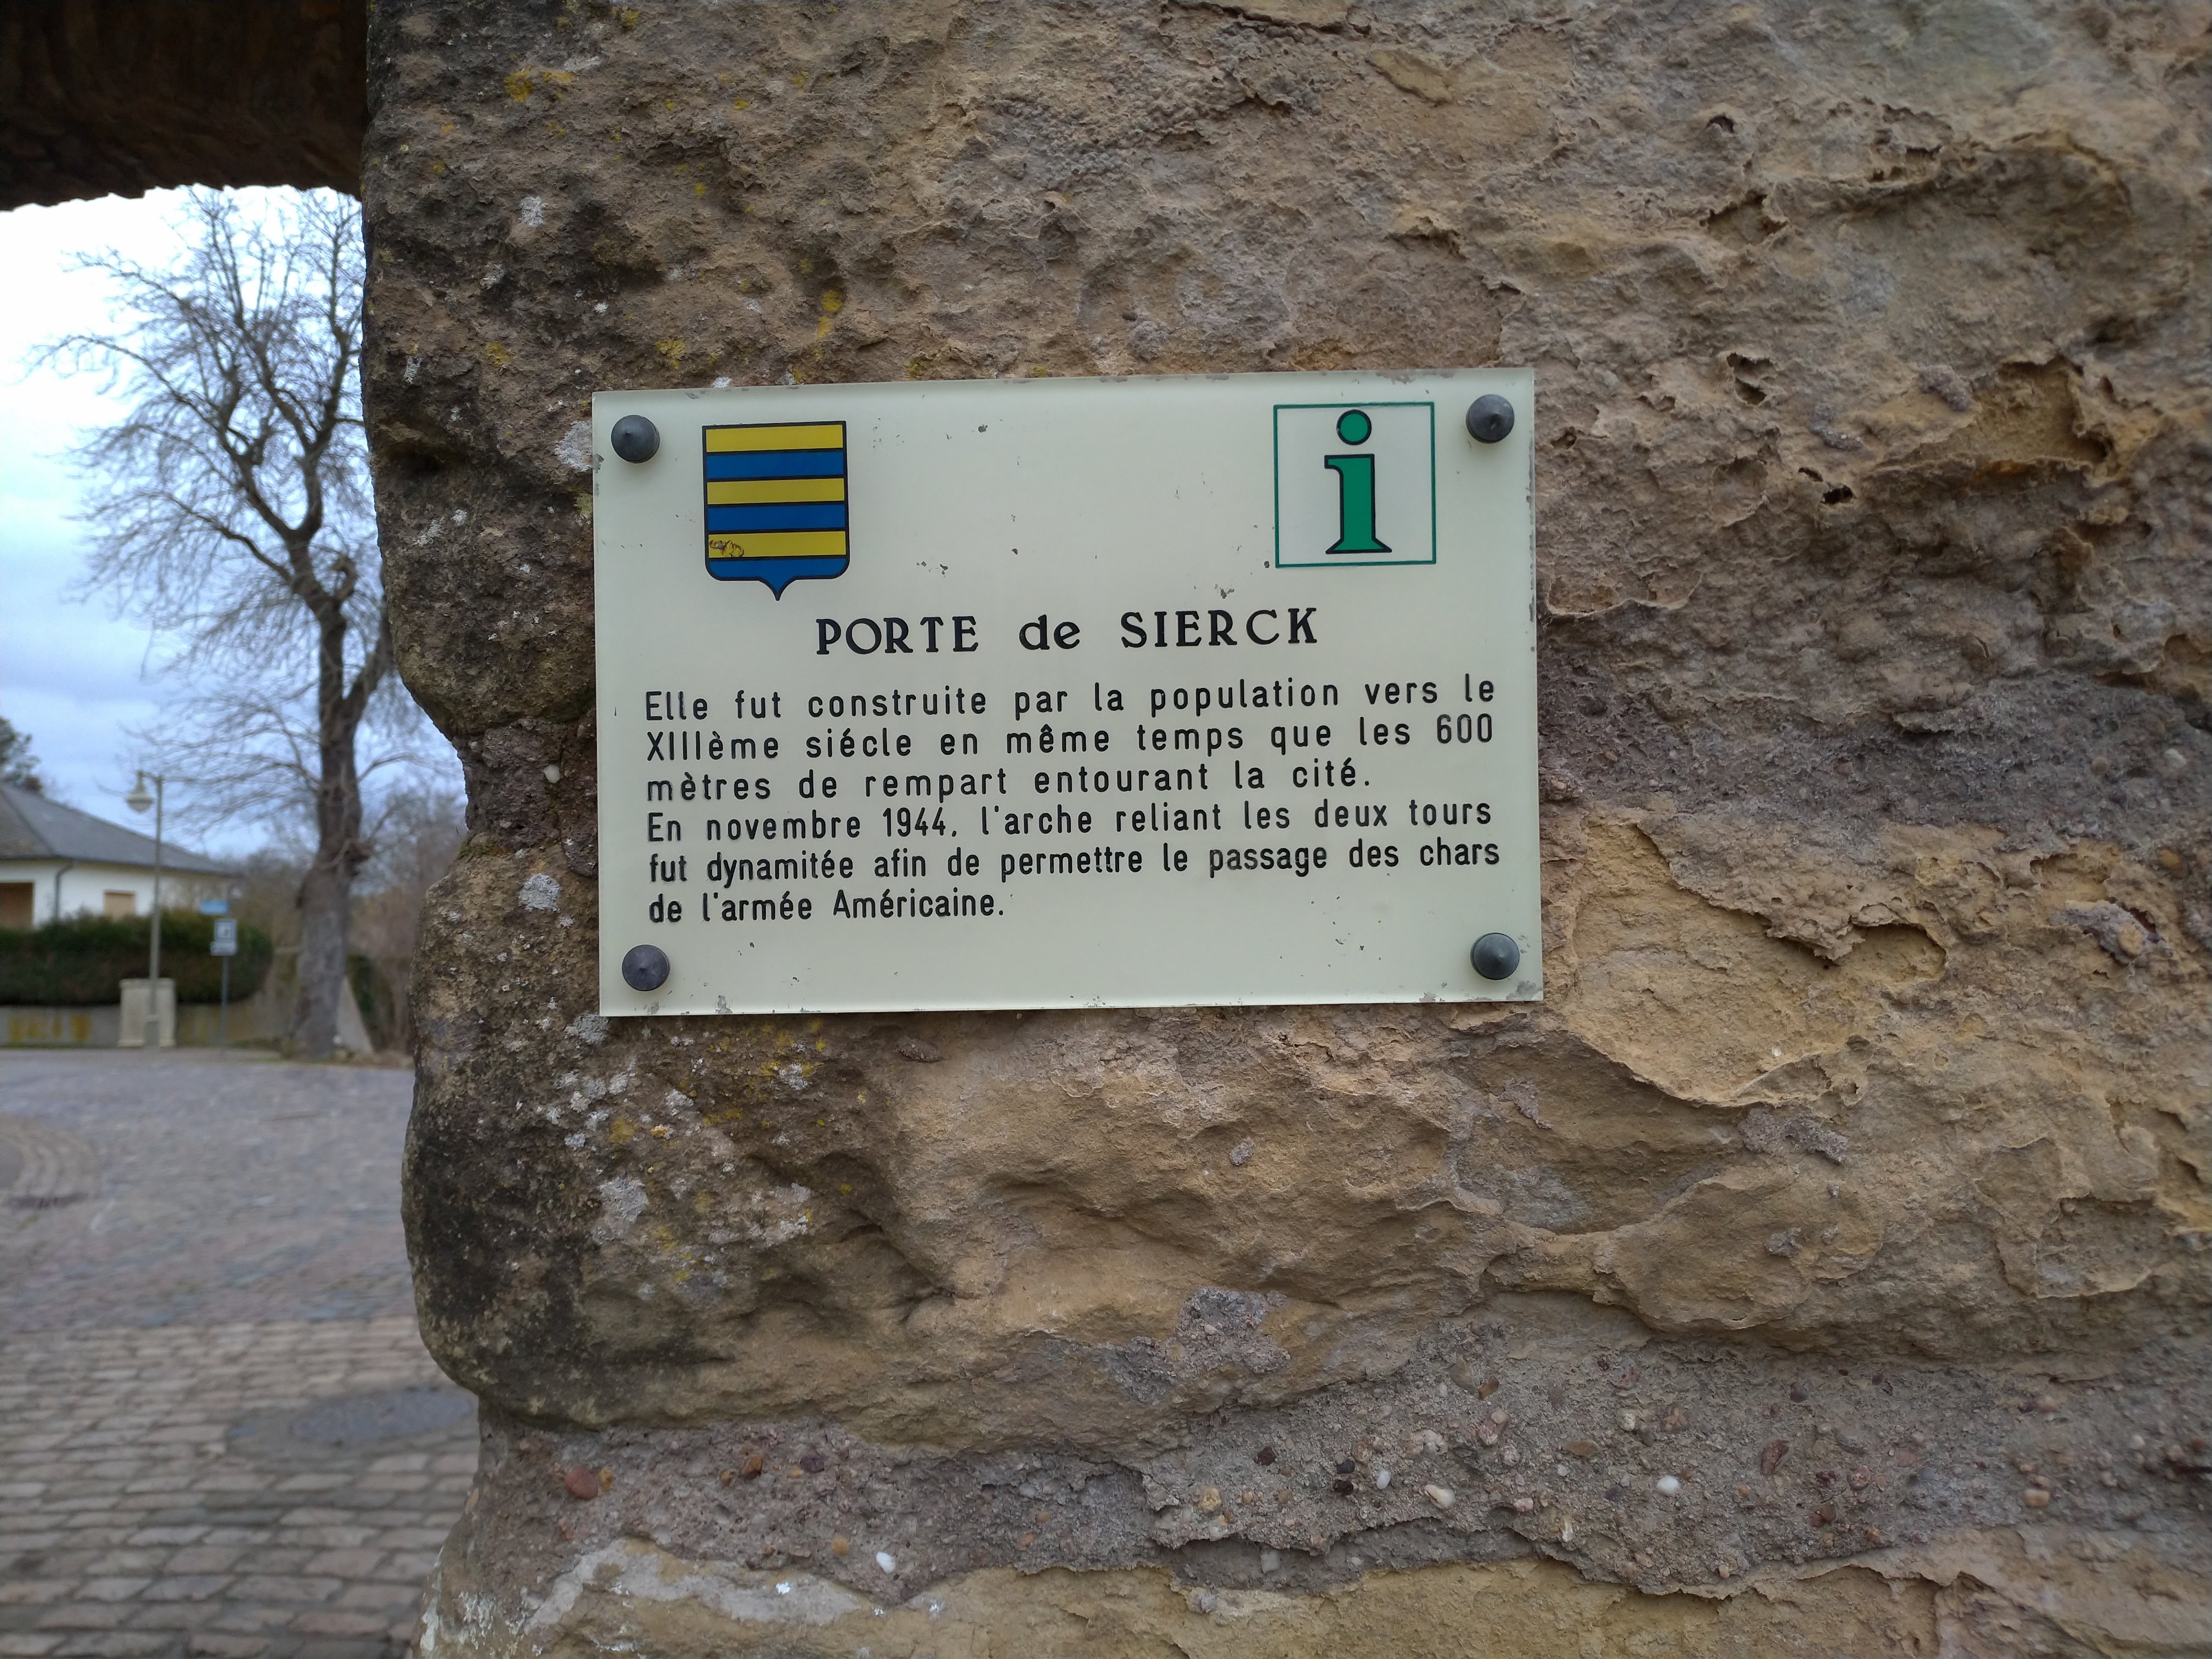 i
PORTE de SIERCK
Elle fut construite par la population vers le
XIIIème siécle en même temps que les 600
mètres de rempart entourant la cité.
En novembre 1944, l'arche reliant les deux tours
fut dynamitée afin de permettre le passage des chars
de l'armée Américaine.